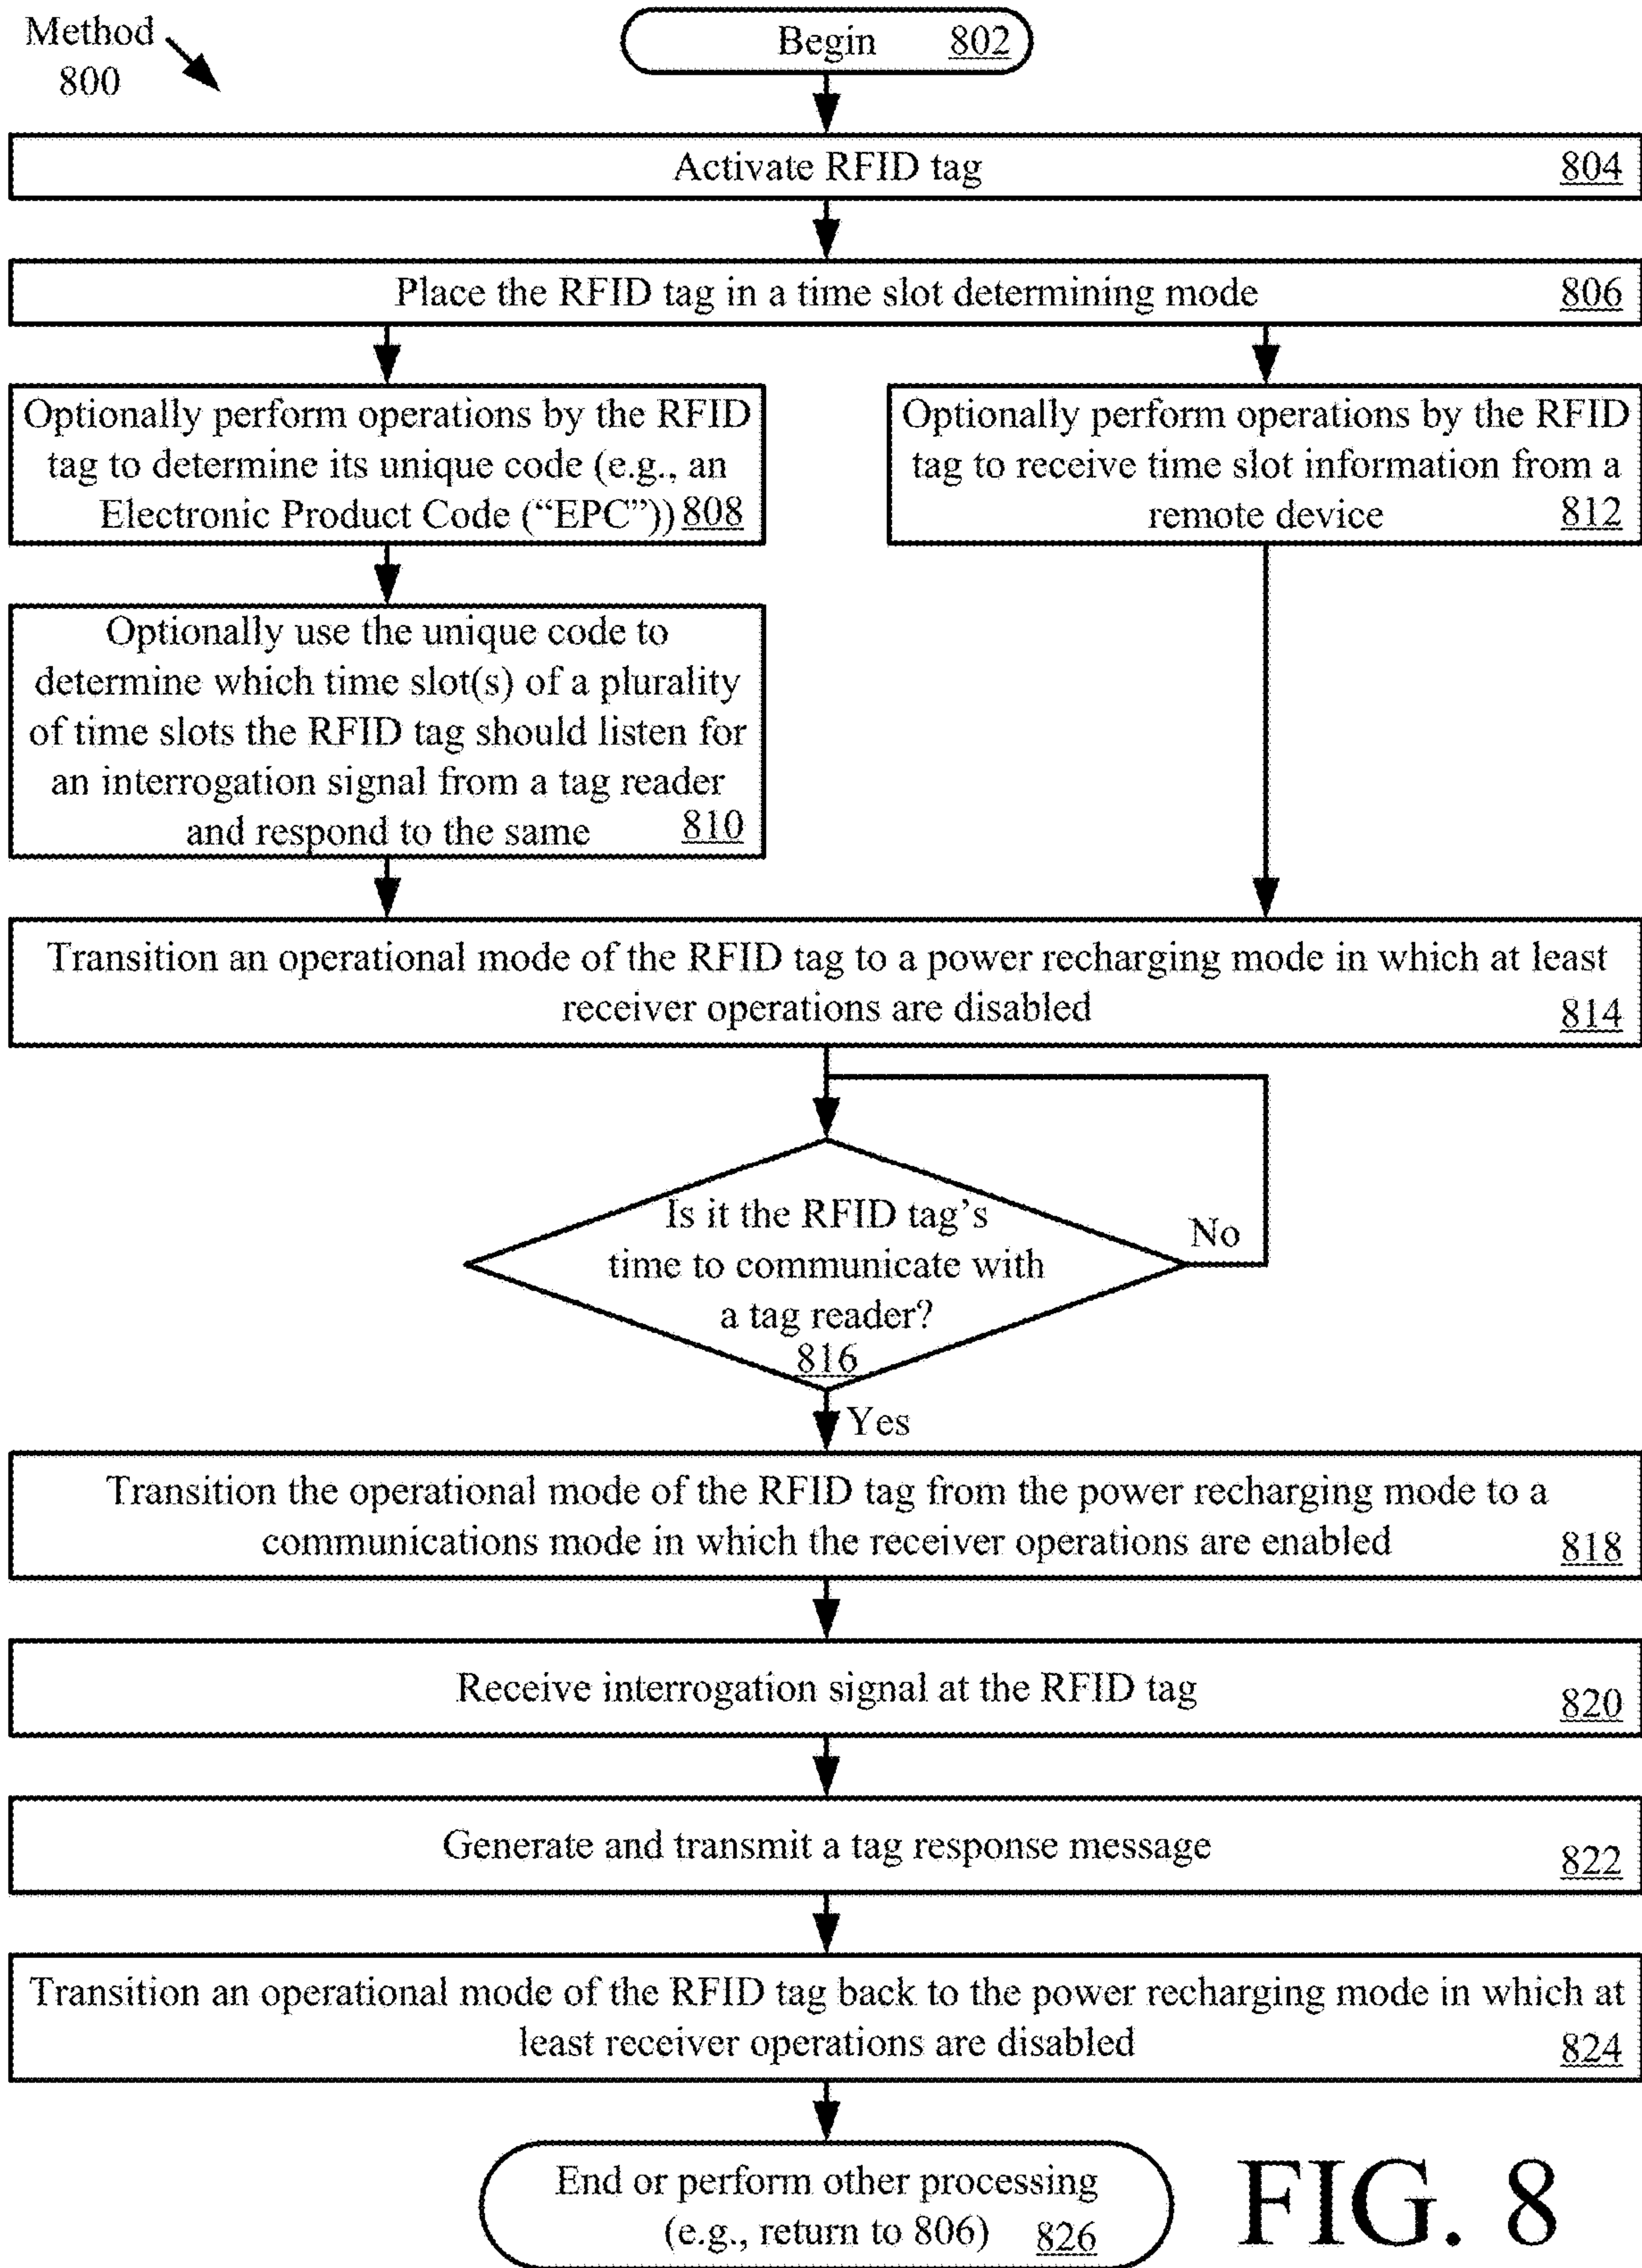 Method
800
Begin 802
Activate RFID tag 804
Place the RFID tag in a time slot determining mode 806
Optionally perform operations by the RFID
tag to determine its unique code (e.g., an
Electronic Product Code (“EPC”)) 808
Optionally perform operations by the RFID
tag to receive time slot information from a
remote device 812
Optionally use the unique code to
determine which time slot(s) of a plurality
of time slots the RFID tag should listen for
an interrogation signal from a tag reader
and respond to the same 810
Transition an operational mode of the RFID tag to a power recharging mode in which at least
receiver operations are disabled 814
Is it the RFID tag’s
time to communicate with
a tag reader?
816
No
Yes
Transition the operational mode of the RFID tag from the power recharging mode to a
communications mode in which the receiver operations are enabled 818
Receive interrogation signal at the RFID tag 820
Generate and transmit a tag response message 822
Transition an operational mode of the RFID tag back to the power recharging mode in which at
least receiver operations are disabled 824
End or perform other processing
(e.g., return to 806) 826
FIG. 8